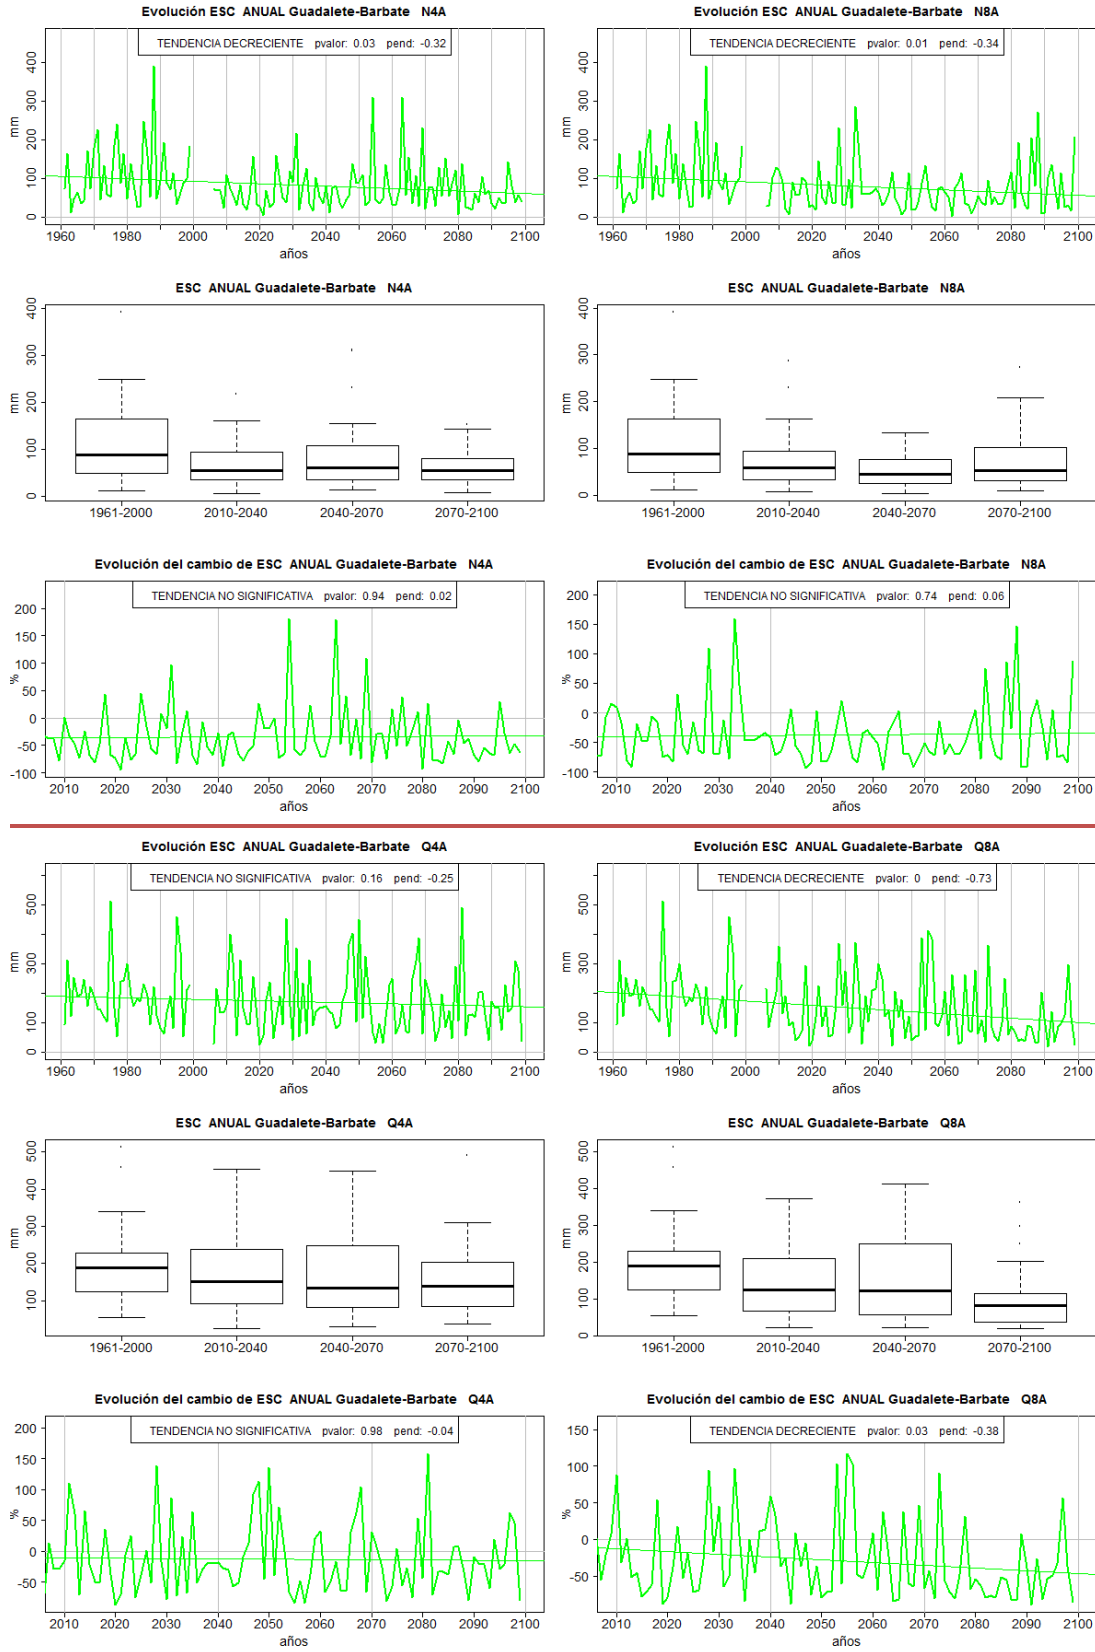 Evolución ESC ANUAL Guadalete-Barbate N4A
TENDENCIA DECRECIENTE pvalor: 0.03 pend: -0.32
mm
0 100 200 300 400
1960 1980 2000 2020 2040 2060 2080 2100
años
Evolución ESC ANUAL Guadalete-Barbate N8A
TENDENCIA DECRECIENTE pvalor: 0.01 pend: -0.34
mm
0 100 200 300 400
1960 1980 2000 2020 2040 2060 2080 2100
años
ESC ANUAL Guadalete-Barbate N4A
mm
0 100 200 300 400
1961-2000 2010-2040 2040-2070 2070-2100
ESC ANUAL Guadalete-Barbate N8A
mm
0 100 200 300 400
1961-2000 2010-2040 2040-2070 2070-2100
Evolución del cambio de ESC ANUAL Guadalete-Barbate N4A
TENDENCIA NO SIGNIFICATIVA pvalor: 0.94 pend: 0.02
%
200
150
100
50
0
-50
-100
2010 2020 2030 2040 2050 2060 2070 2080 2090 2100
años
Evolución del cambio de ESC ANUAL Guadalete-Barbate N8A
TENDENCIA NO SIGNIFICATIVA pvalor: 0.74 pend: 0.06
%
200
150
100
50
0
-50
-100
2010 2020 2030 2040 2050 2060 2070 2080 2090 2100
años
Evolución ESC ANUAL Guadalete-Barbate Q4A
TENDENCIA NO SIGNIFICATIVA pvalor: 0.16 pend: -0.25
mm
0 100 300 500
1960 1980 2000 2020 2040 2060 2080 2100
años
Evolución ESC ANUAL Guadalete-Barbate Q8A
TENDENCIA DECRECIENTE pvalor: 0 pend: -0.73
mm
0 100 300 500
1960 1980 2000 2020 2040 2060 2080 2100
años
ESC ANUAL Guadalete-Barbate Q4A
mm
100 200 300 400 500
1961-2000 2010-2040 2040-2070 2070-2100
ESC ANUAL Guadalete-Barbate Q8A
mm
0 100 200 300 400 500
1961-2000 2010-2040 2040-2070 2070-2100
Evolución del cambio de ESC ANUAL Guadalete-Barbate Q4A
TENDENCIA NO SIGNIFICATIVA pvalor: 0.98 pend: -0.04
%
200
150
100
50
0
-50
2010 2020 2030 2040 2050 2060 2070 2080 2090 2100
años
Evolución del cambio de ESC ANUAL Guadalete-Barbate Q8A
TENDENCIA DECRECIENTE pvalor: 0.03 pend: -0.38
%
150
100
50
0
-50
2010 2020 2030 2040 2050 2060 2070 2080 2090 2100
años